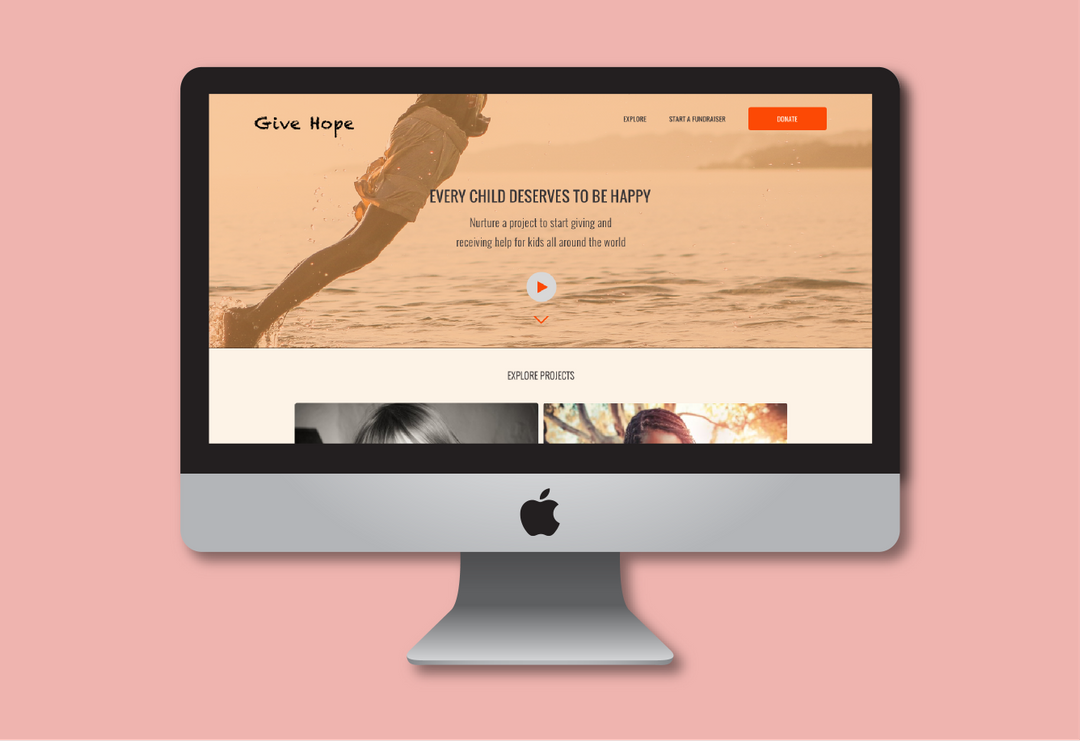 Give Hope
EXPLORE
START A FUNDRAISER
DONATE
EVERY CHILD DESERVES TO BE HAPPY
Nurture a project to start giving and
receiving help for kids all around the world
EXPLORE PROJECTS